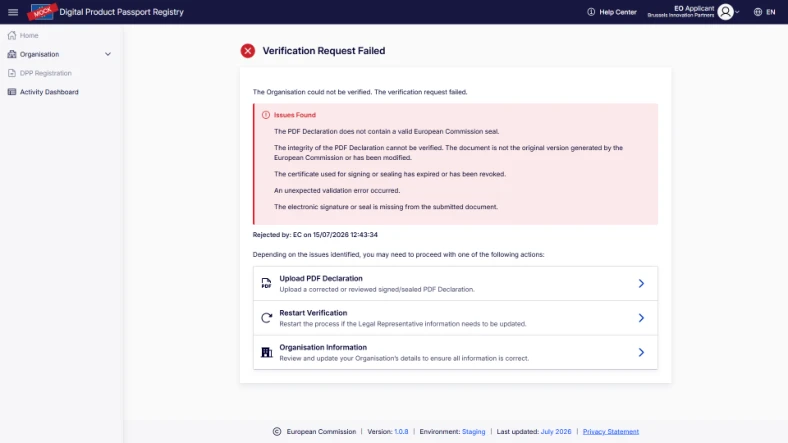 MOCK
Digital Product Passport Registry
Help Center
EO Applicant
Brussels Innovation Partners
EN
Home
Organisation
DPP Registration
Activity Dashboard
Verification Request Failed
The Organisation could not be verified. The verification request failed.
Issues Found
The PDF Declaration does not contain a valid European Commission seal.
The integrity of the PDF Declaration cannot be verified. The document is not the original version generated by the
European Commission or has been modified.
The certificate used for signing or sealing has expired or has been revoked.
An unexpected validation error occurred.
The electronic signature or seal is missing from the submitted document.
Rejected by: EC on 15/07/2026 12:43:34
Depending on the issues identified, you may need to proceed with one of the following actions:
PDF
Upload PDF Declaration
Upload a corrected or reviewed signed/sealed PDF Declaration.
Restart Verification
Restart the process if the Legal Representative information needs to be updated.
Organisation Information
Review and update your Organisation's details to ensure all information is correct.
© European Commission | Version: 1.0.8 | Environment: Staging | Last updated: July 2026 | Privacy Statement